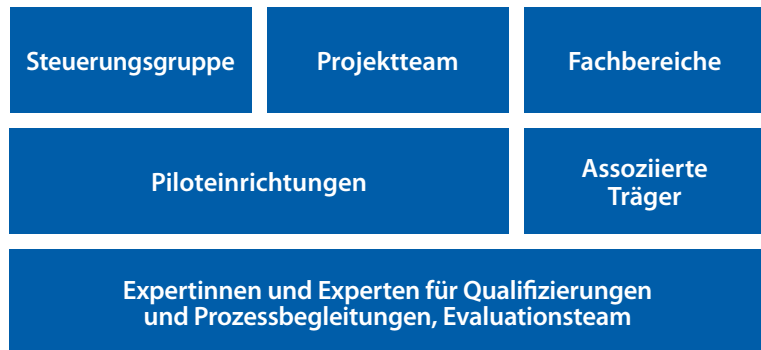 Steuerungsgruppe
Projektteam
Fachbereiche
Piloteinrichtungen
Assoziierte
Träger
Expertinnen und Experten für Qualifizierungen
und Prozessbegleitungen, Evaluationsteam